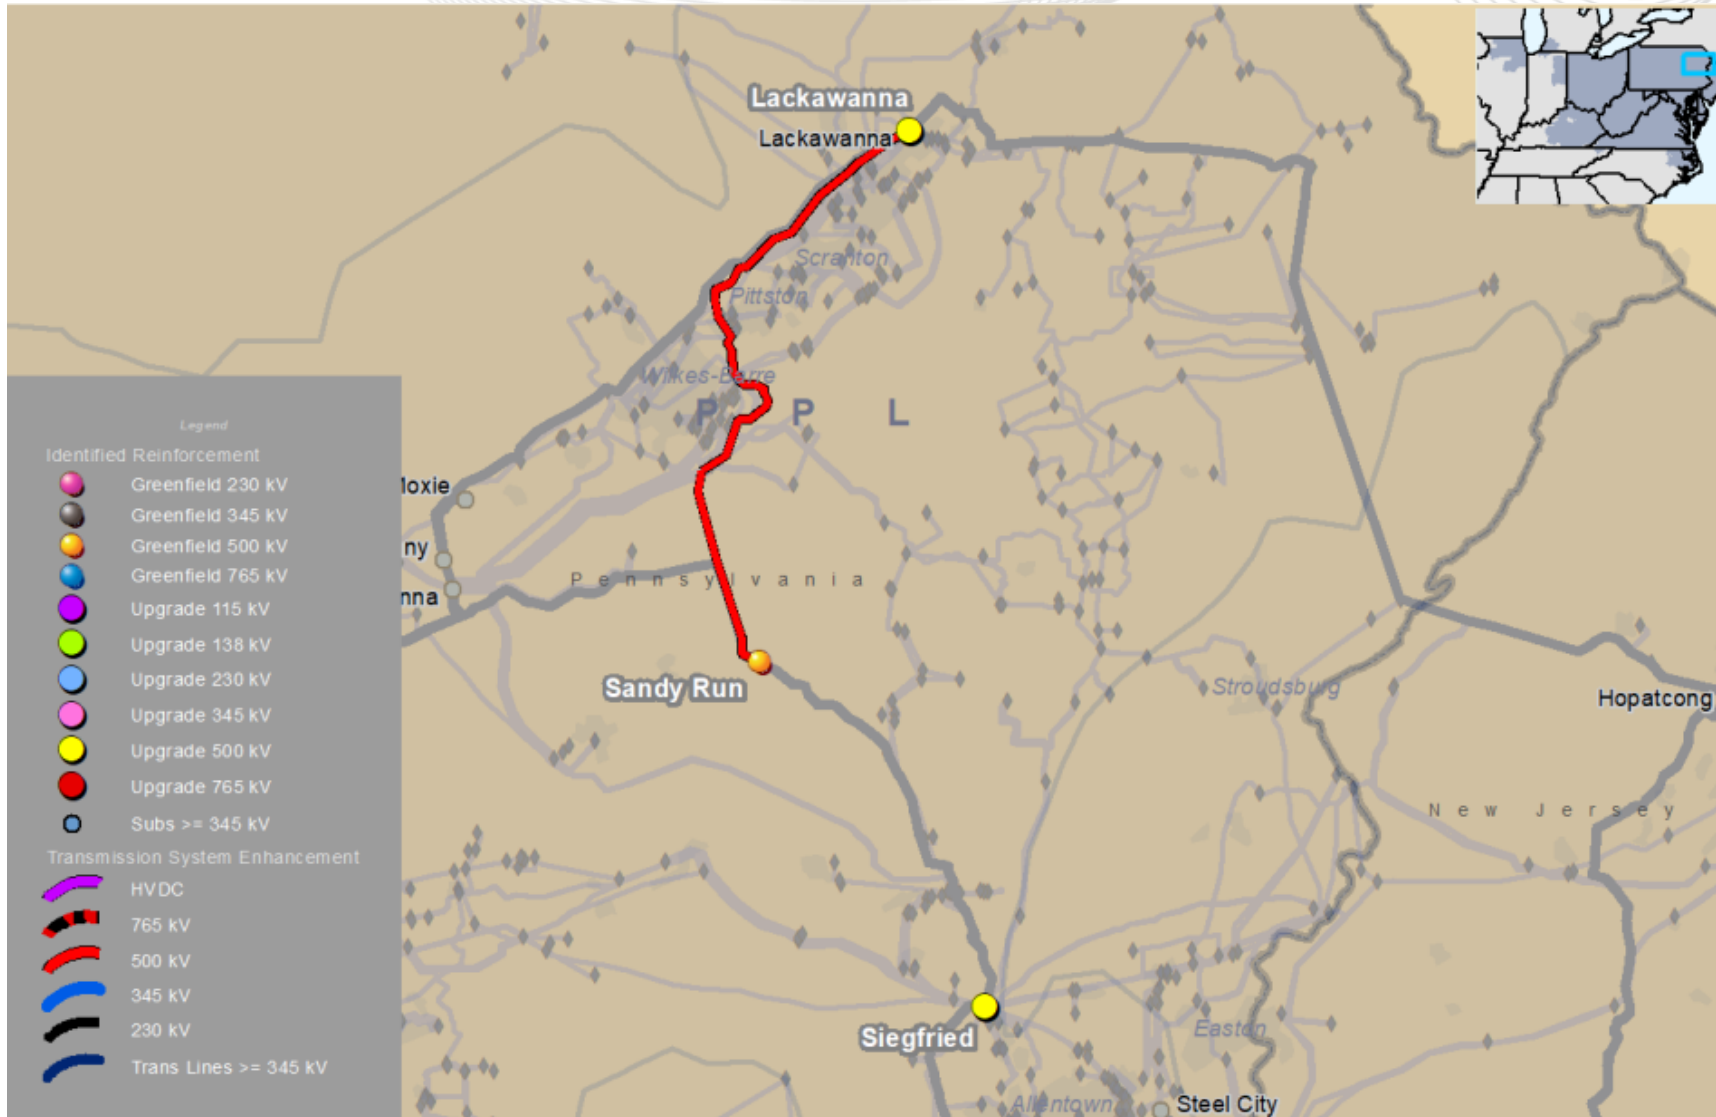 Lackawanna
Lackawanna
Scranton
Pittston
Wilkes-Barre
P P L
Moxie
ny
nna
Pennsylvania
Sandy Run
Stroudsburg
Hopatcong
New Jersey
Siegfried
Easton
Allentown
Steel City
Legend
Identified Reinforcement
Greenfield 230 kV
Greenfield 345 kV
Greenfield 500 kV
Greenfield 765 kV
Upgrade 115 kV
Upgrade 138 kV
Upgrade 230 kV
Upgrade 345 kV
Upgrade 500 kV
Upgrade 765 kV
Subs >= 345 kV
Transmission System Enhancement
HVDC
765 kV
500 kV
345 kV
230 kV
Trans Lines >= 345 kV